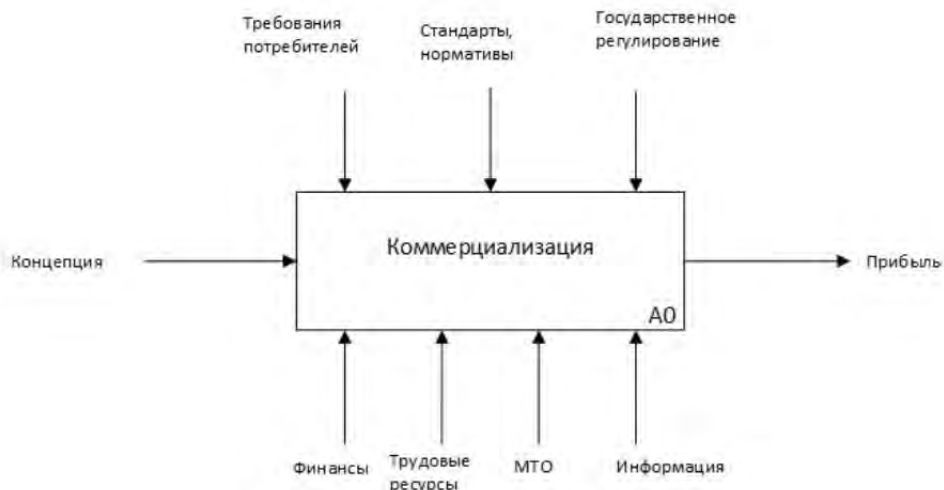 Требования
потребителей
Стандарты,
нормативы
Государственное
регулирование
Концепция
Коммерциализация
Прибыль
А0
Финансы
Трудовые
ресурсы
МТО
Информация